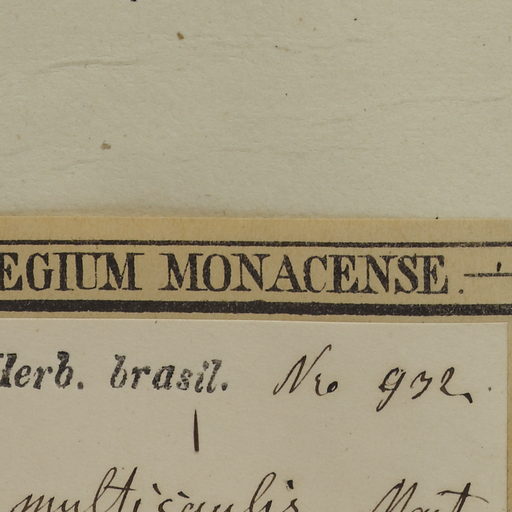 EGIUM MONACENSE.
Herb. brasil. No 932.
multicaulis Mart